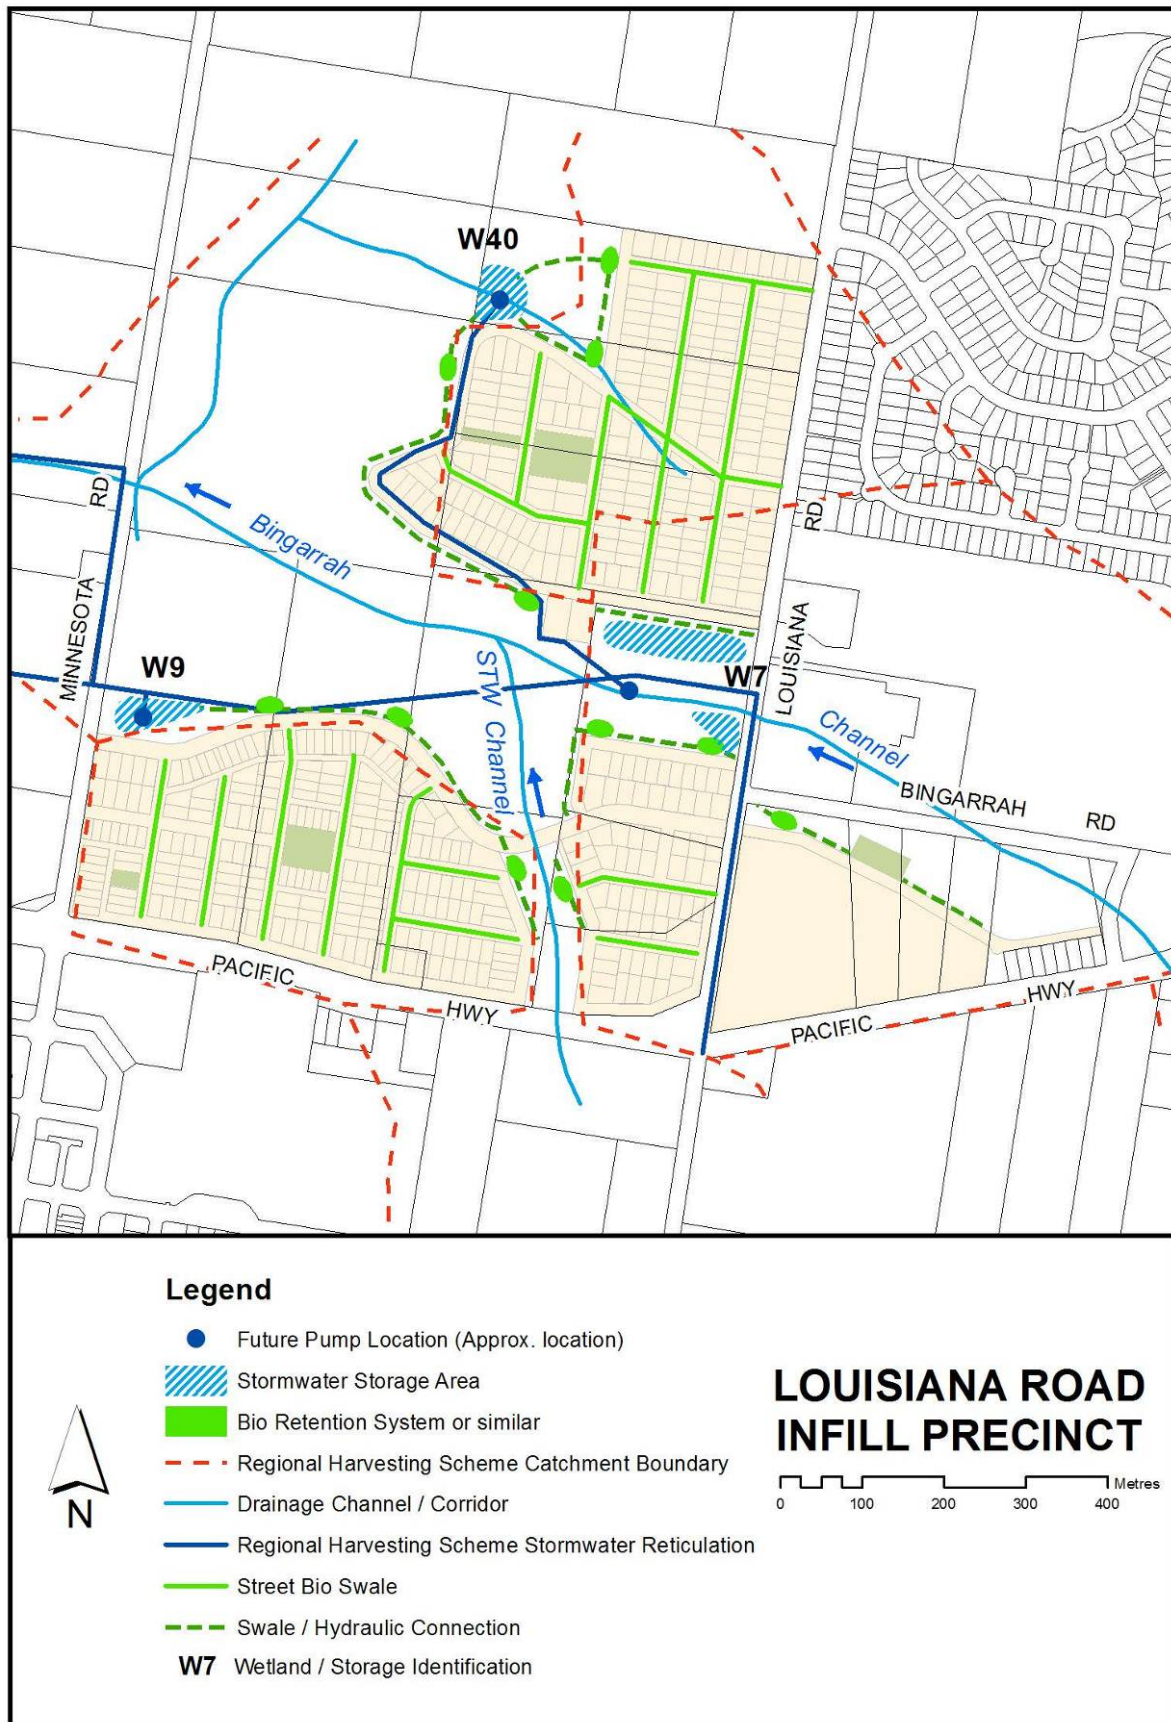 W40
RD
Bingarrah
MINNESOTA
RD
LOUISIANA
W9
W7
STW Channel
Channel
BINGARRAH RD
PACIFIC
HWY
PACIFIC
HWY
Legend
Future Pump Location (Approx. location)
Stormwater Storage Area
Bio Retention System or similar
Regional Harvesting Scheme Catchment Boundary
Drainage Channel / Corridor
Regional Harvesting Scheme Stormwater Reticulation
Street Bio Swale
Swale / Hydraulic Connection
W7 Wetland / Storage Identification
N
LOUISIANA ROAD
INFILL PRECINCT
Metres
0 100 200 300 400